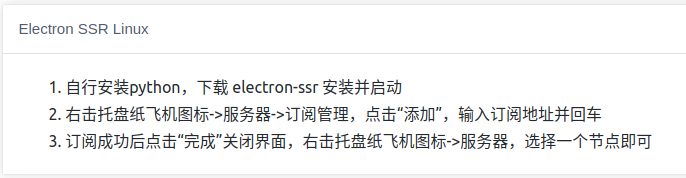 Electron SSR Linux
1. 自行安装python，下载 electron-ssr 安装并启动
2. 右击托盘纸飞机图标->服务器->订阅管理，点击“添加”，输入订阅地址并回车
3. 订阅成功后点击“完成”关闭界面，右击托盘纸飞机图标->服务器，选择一个节点即可